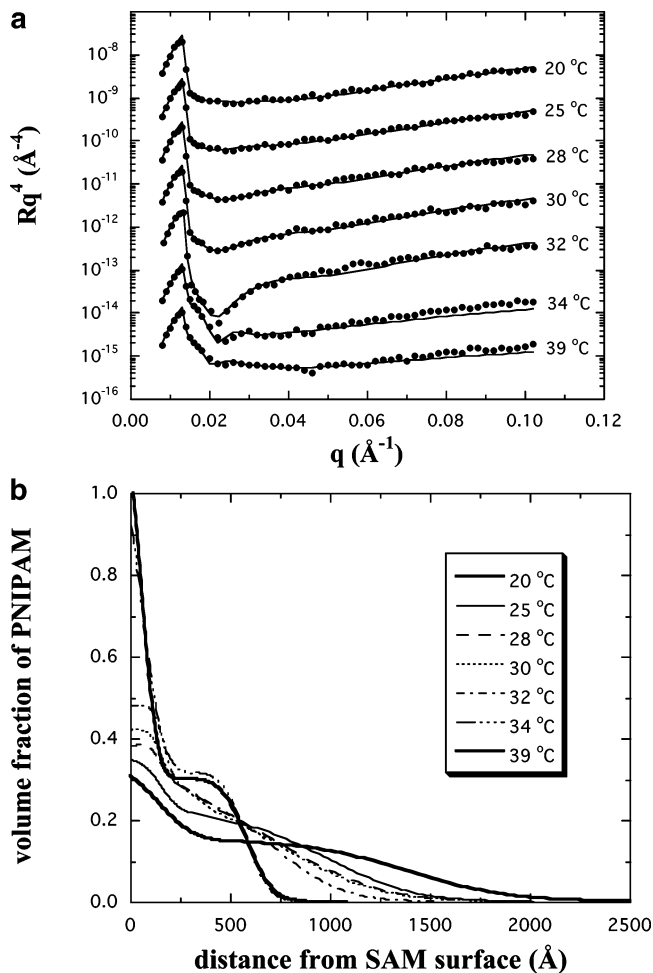 a
Rq⁴ (Å⁻⁴)
10⁻⁸
10⁻⁹
10⁻¹⁰
10⁻¹¹
10⁻¹²
10⁻¹³
10⁻¹⁴
10⁻¹⁵
10⁻¹⁶
20 °C
25 °C
28 °C
30 °C
32 °C
34 °C
39 °C
0.00 0.02 0.04 0.06 0.08 0.10 0.12
q (Å⁻¹)
b
volume fraction of PNIPAM
1.0
0.8
0.6
0.4
0.2
0.0
20 °C
25 °C
28 °C
30 °C
32 °C
34 °C
39 °C
0 500 1000 1500 2000 2500
distance from SAM surface (Å)